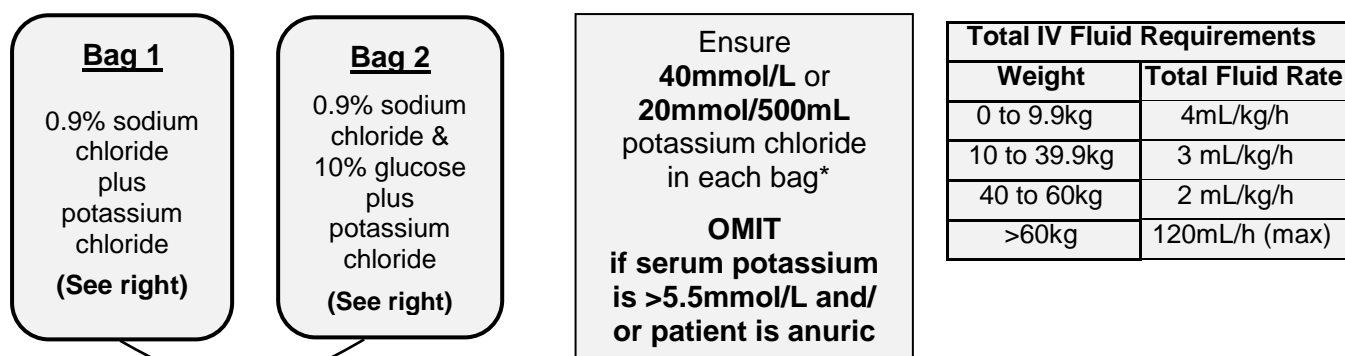 Bag 1
0.9% sodium
chloride
plus
potassium
chloride
(See right)
Bag 2
0.9% sodium
chloride &
10% glucose
plus
potassium
chloride
(See right)
Ensure
40mmol/L or
20mmol/500mL
potassium chloride
in each bag*
OMIT
if serum potassium
is >5.5mmol/L and/
or patient is anuric
Total IV Fluid Requirements
Weight Total Fluid Rate
0 to 9.9kg 4mL/kg/h
10 to 39.9kg 3 mL/kg/h
40 to 60kg 2 mL/kg/h
>60kg 120mL/h (max)